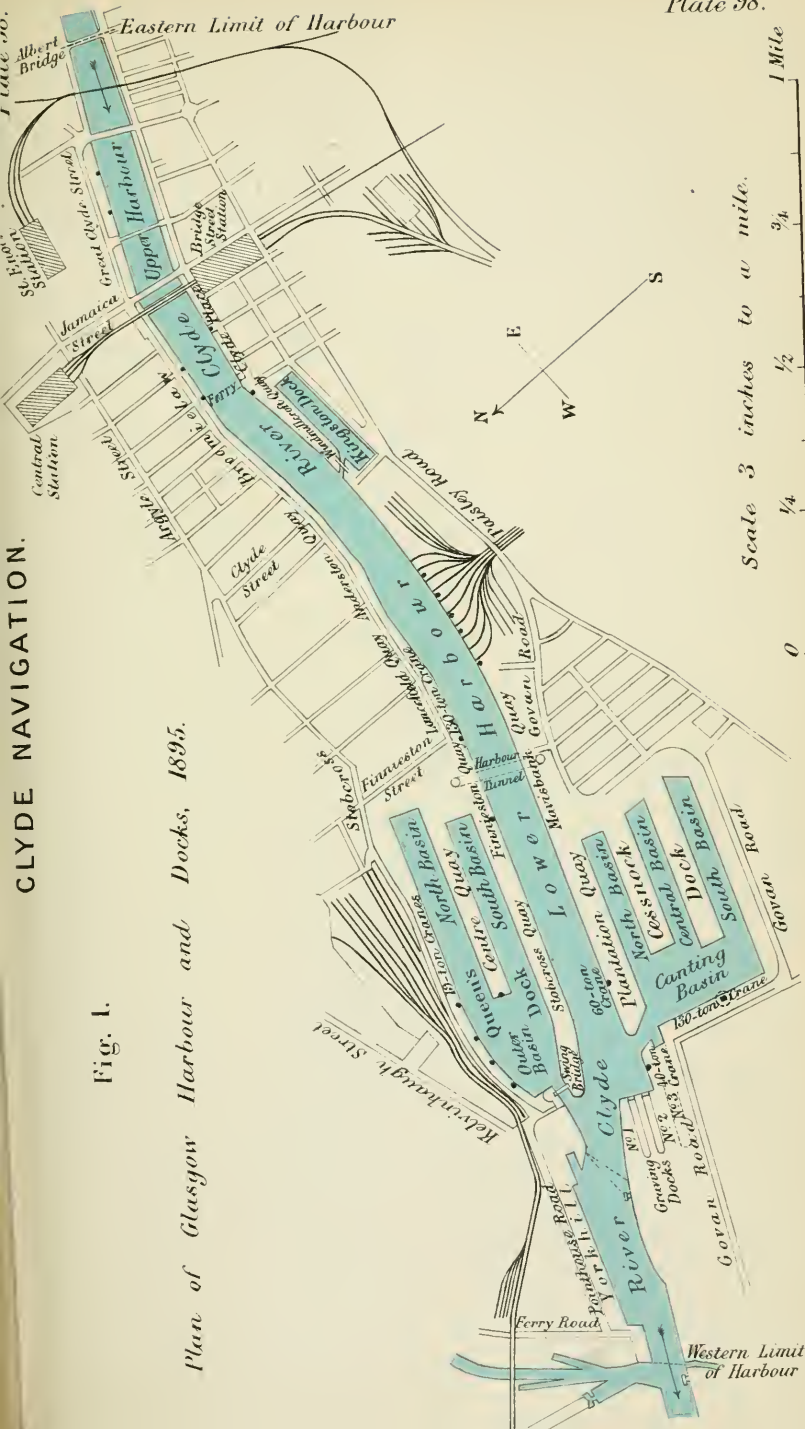 Plate 98.
Plate 98.
CLYDE NAVIGATION.
Fig. 1.
Plan of Glasgow Harbour and Docks, 1895.
Eastern Limit of Harbour
Albert
Bridge
St. Enoch
Station
Great Clyde Street
Upper Harbour
Bridge
Street
Station
Jamaica
Street
Central
Station
Clyde Place
Clyde
Ferry
Argyle Street
Broomielaw
Windmillcroft Quay
Kingston Dock
River
Clyde
Street
Anderston Quay
Paisley Road
Lancefield Quay
130-ton Crane
Stobcross
Finnieston
Street
Finnieston Quay
Harbour
Harbour
Tunnel
Mavisbank Quay
Govan Road
N
E
S
W
Scale 3 inches to a mile.
0
1/4
1/2
3/4
1 Mile
Lower
North Basin
Centre Quay
South Basin
Queen's
Dock
15-ton Cranes
Outer
Basin
Stobcross Quay
Swing
Bridge
Kelvinhaugh Street
60-ton
Crane
Plantation Quay
North Basin
Cessnock
Central Basin
Dock
South Basin
Canting
Basin
Govan Road
130-ton Crane
Clyde
40-ton
Crane
No 1
No 2
No 3
Graving
Docks
Road
Govan Road
Pointhouse Road
Yorkhill
River
Ferry Road
Western Limit
of Harbour